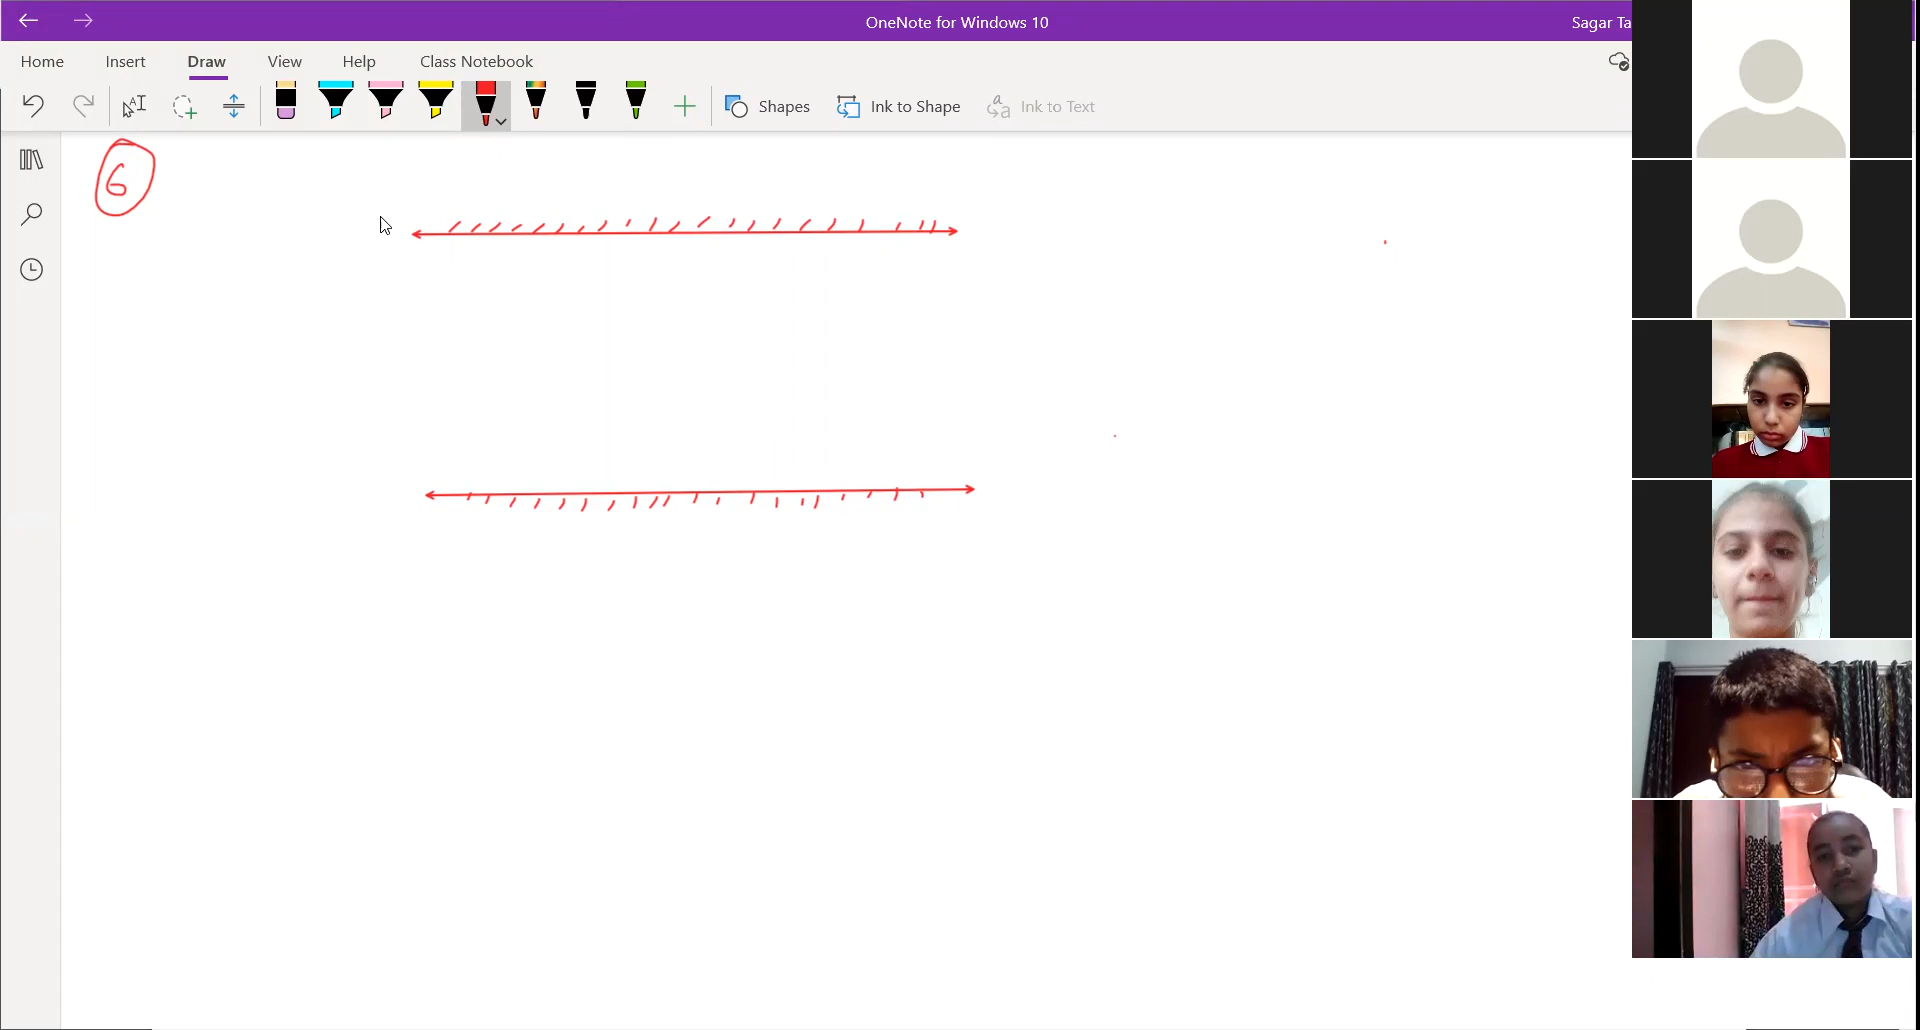 OneNote for Windows 10
Sagar Ta
Home Insert Draw View Help Class Notebook
Shapes Ink to Shape Ink to Text
6